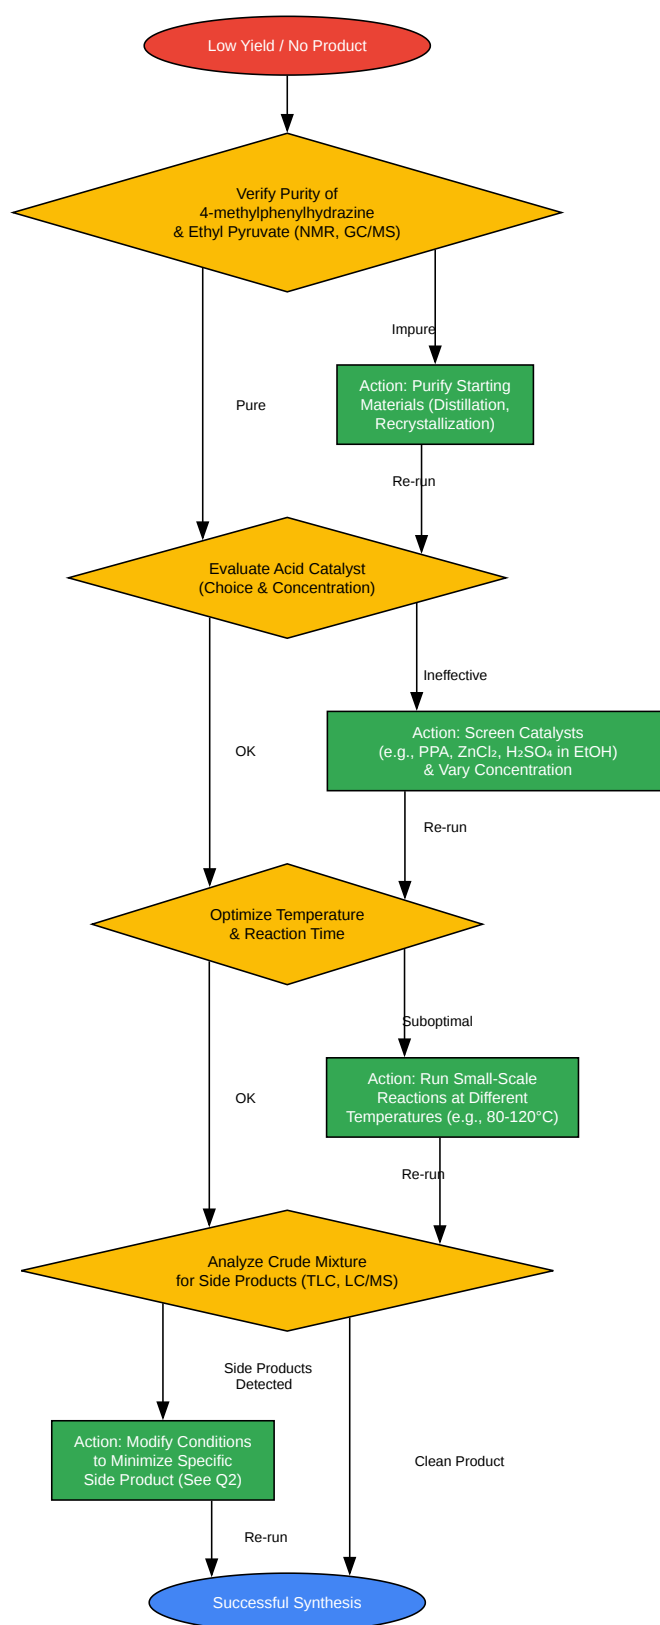 Low Yield / No Product
Verify Purity of
4-methylphenylhydrazine
& Ethyl Pyruvate (NMR, GC/MS)
Impure
Pure
Action: Purify Starting
Materials (Distillation,
Recrystallization)
Re-run
Evaluate Acid Catalyst
(Choice & Concentration)
Ineffective
OK
Action: Screen Catalysts
(e.g., PPA, ZnCl₂, H₂SO₄ in EtOH)
& Vary Concentration
Re-run
Optimize Temperature
& Reaction Time
Suboptimal
OK
Action: Run Small-Scale
Reactions at Different
Temperatures (e.g., 80-120°C)
Re-run
Analyze Crude Mixture
for Side Products (TLC, LC/MS)
Side Products
Detected
Action: Modify Conditions
to Minimize Specific
Side Product (See Q2)
Clean Product
Re-run
Successful Synthesis